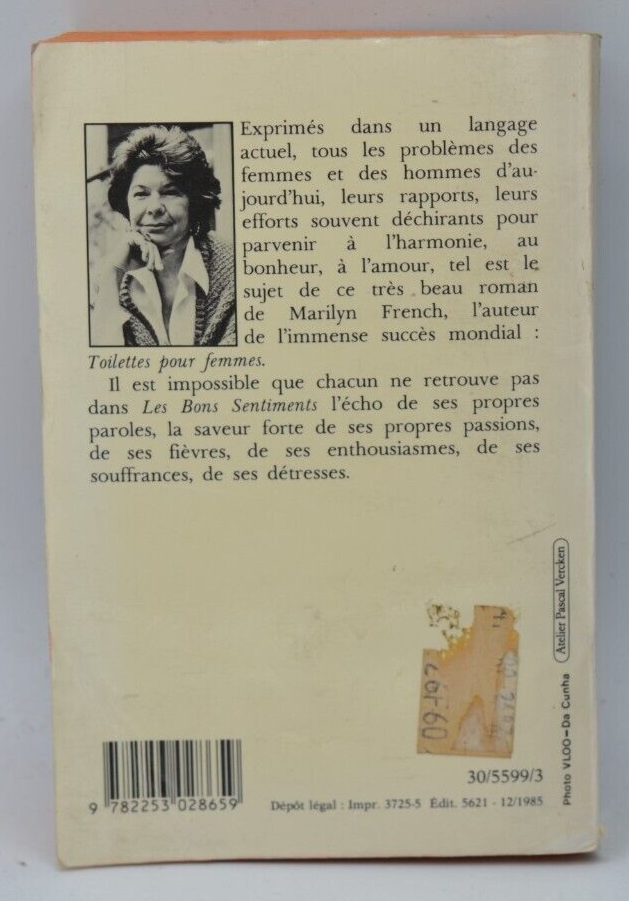 Exprimés dans un langage
actuel, tous les problèmes des
femmes et des hommes d'au-
jourd'hui, leurs rapports, leurs
efforts souvent déchirants pour
parvenir à l'harmonie, au
bonheur, à l'amour, tel est le
sujet de ce très beau roman
de Marilyn French, l'auteur
de l'immense succès mondial :
Toilettes pour femmes.
Il est impossible que chacun ne retrouve pas
dans Les Bons Sentiments l'écho de ses propres
paroles, la saveur forte de ses propres passions,
de ses fièvres, de ses enthousiasmes, de ses
souffrances, de ses détresses.
Atelier Pascal Vercken
Photo VLOO-Da Cunha
30/5599/3
9 782253 028659
Dépôt légal : Impr. 3725-5 Édit. 5621 - 12/1985